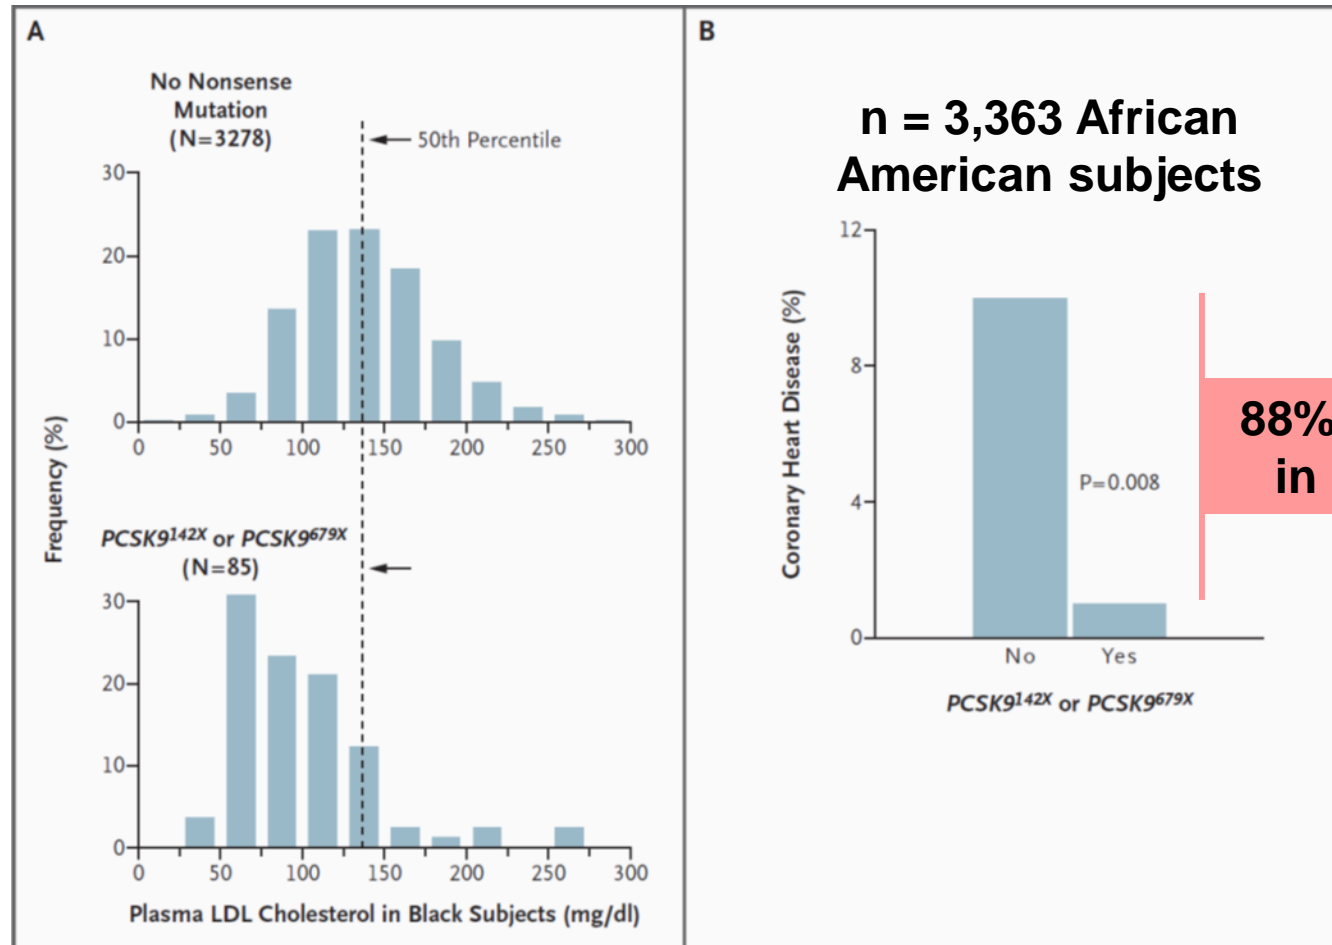 A
No Nonsense
Mutation
(N=3278)
50th Percentile
30
20
10
0
0 50 100 150 200 250 300
Frequency (%)
PCSK9142X or PCSK9679X
(N=85)
30
20
10
0
0 50 100 150 200 250 300
Plasma LDL Cholesterol in Black Subjects (mg/dl)
B
n = 3,363 African
American subjects
12
8
4
0
Coronary Heart Disease (%)
P=0.008
No Yes
PCSK9142X or PCSK9679X
88%
in